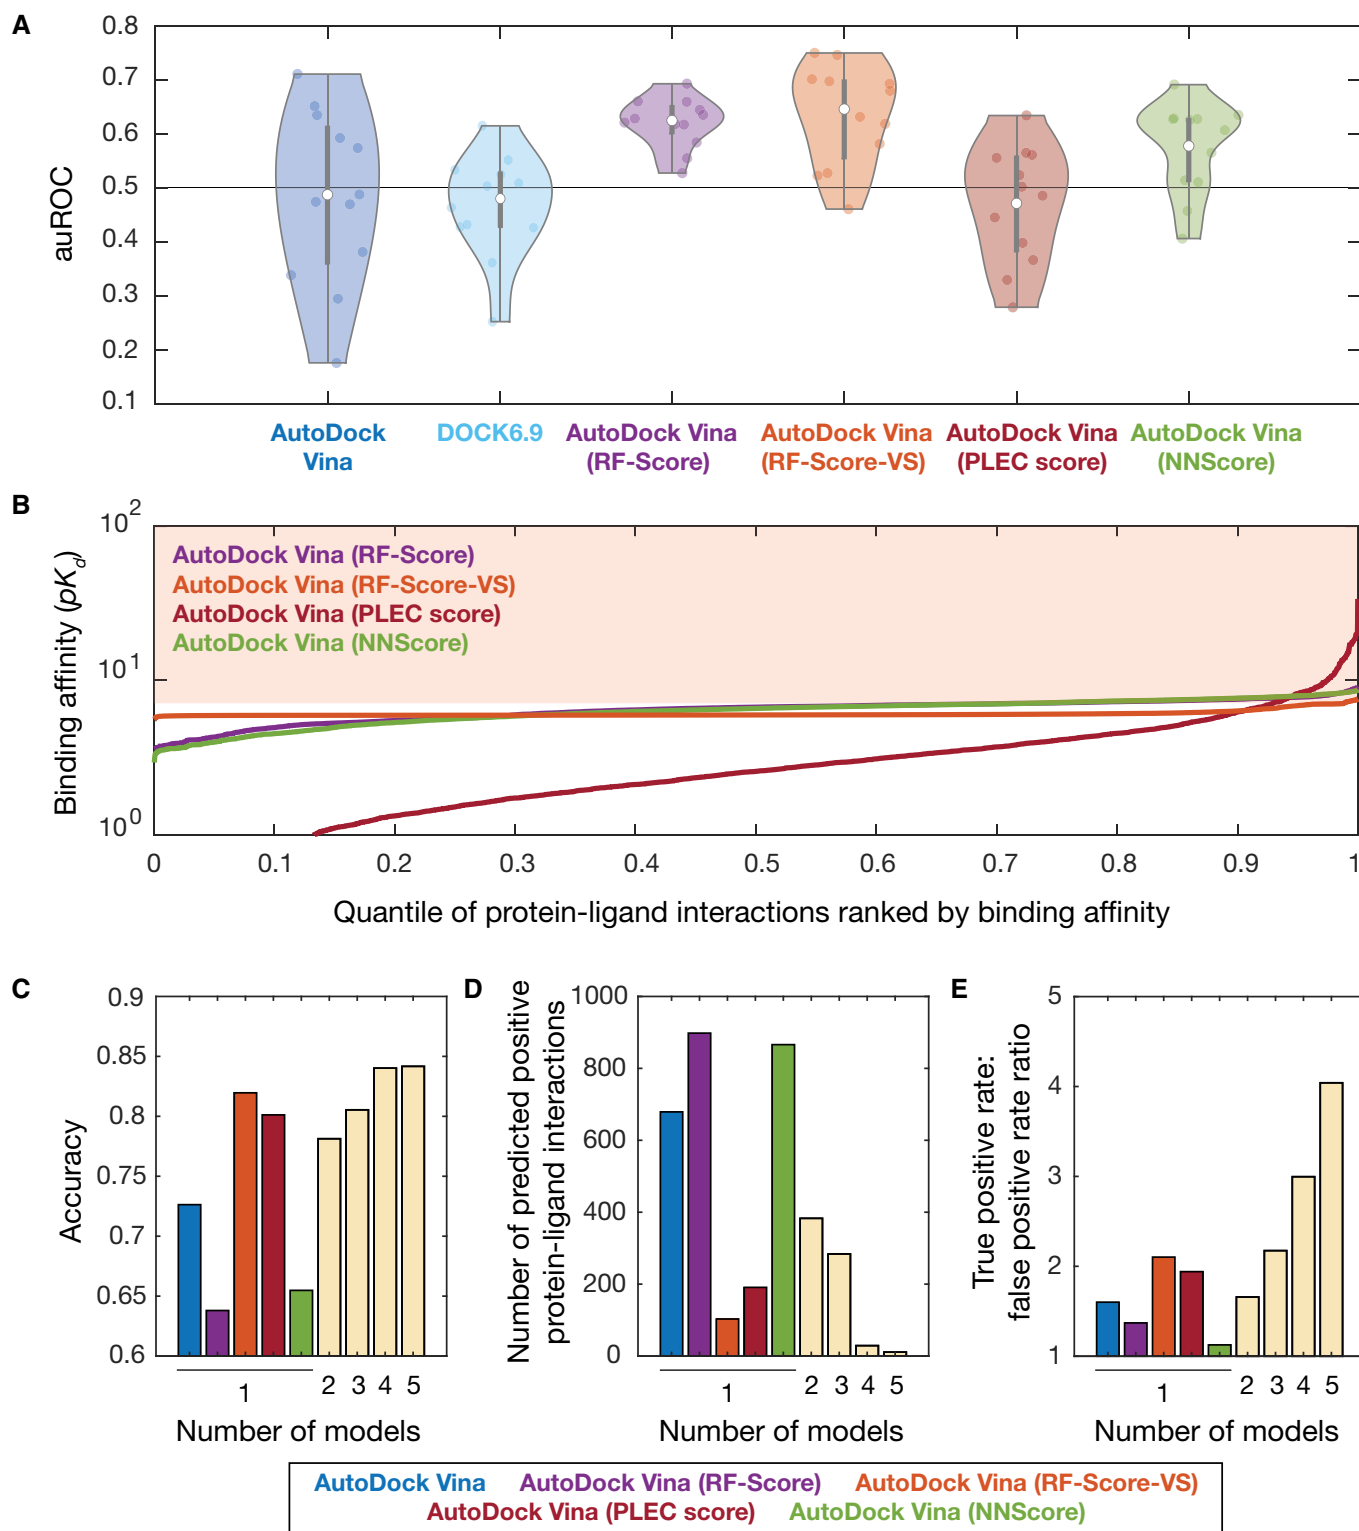 A
0.8
0.7
0.6
0.5
0.4
0.3
0.2
0.1
auROC
AutoDock
Vina
DOCK6.9
AutoDock Vina
(RF-Score)
AutoDock Vina
(RF-Score-VS)
AutoDock Vina
(PLEC score)
AutoDock Vina
(NNScore)
B
10²
10¹
10⁰
Binding affinity (pK_d)
AutoDock Vina (RF-Score)
AutoDock Vina (RF-Score-VS)
AutoDock Vina (PLEC score)
AutoDock Vina (NNScore)
0 0.1 0.2 0.3 0.4 0.5 0.6 0.7 0.8 0.9 1
Quantile of protein-ligand interactions ranked by binding affinity
C
0.9
0.85
0.8
0.75
0.7
0.65
0.6
Accuracy
1 2 3 4 5
Number of models
D
Number of predicted positive
protein-ligand interactions
1000
800
600
400
200
0
1 2 3 4 5
Number of models
E
True positive rate:
false positive rate ratio
5
4
3
2
1
1 2 3 4 5
Number of models
AutoDock Vina AutoDock Vina (RF-Score) AutoDock Vina (RF-Score-VS)
AutoDock Vina (PLEC score) AutoDock Vina (NNScore)